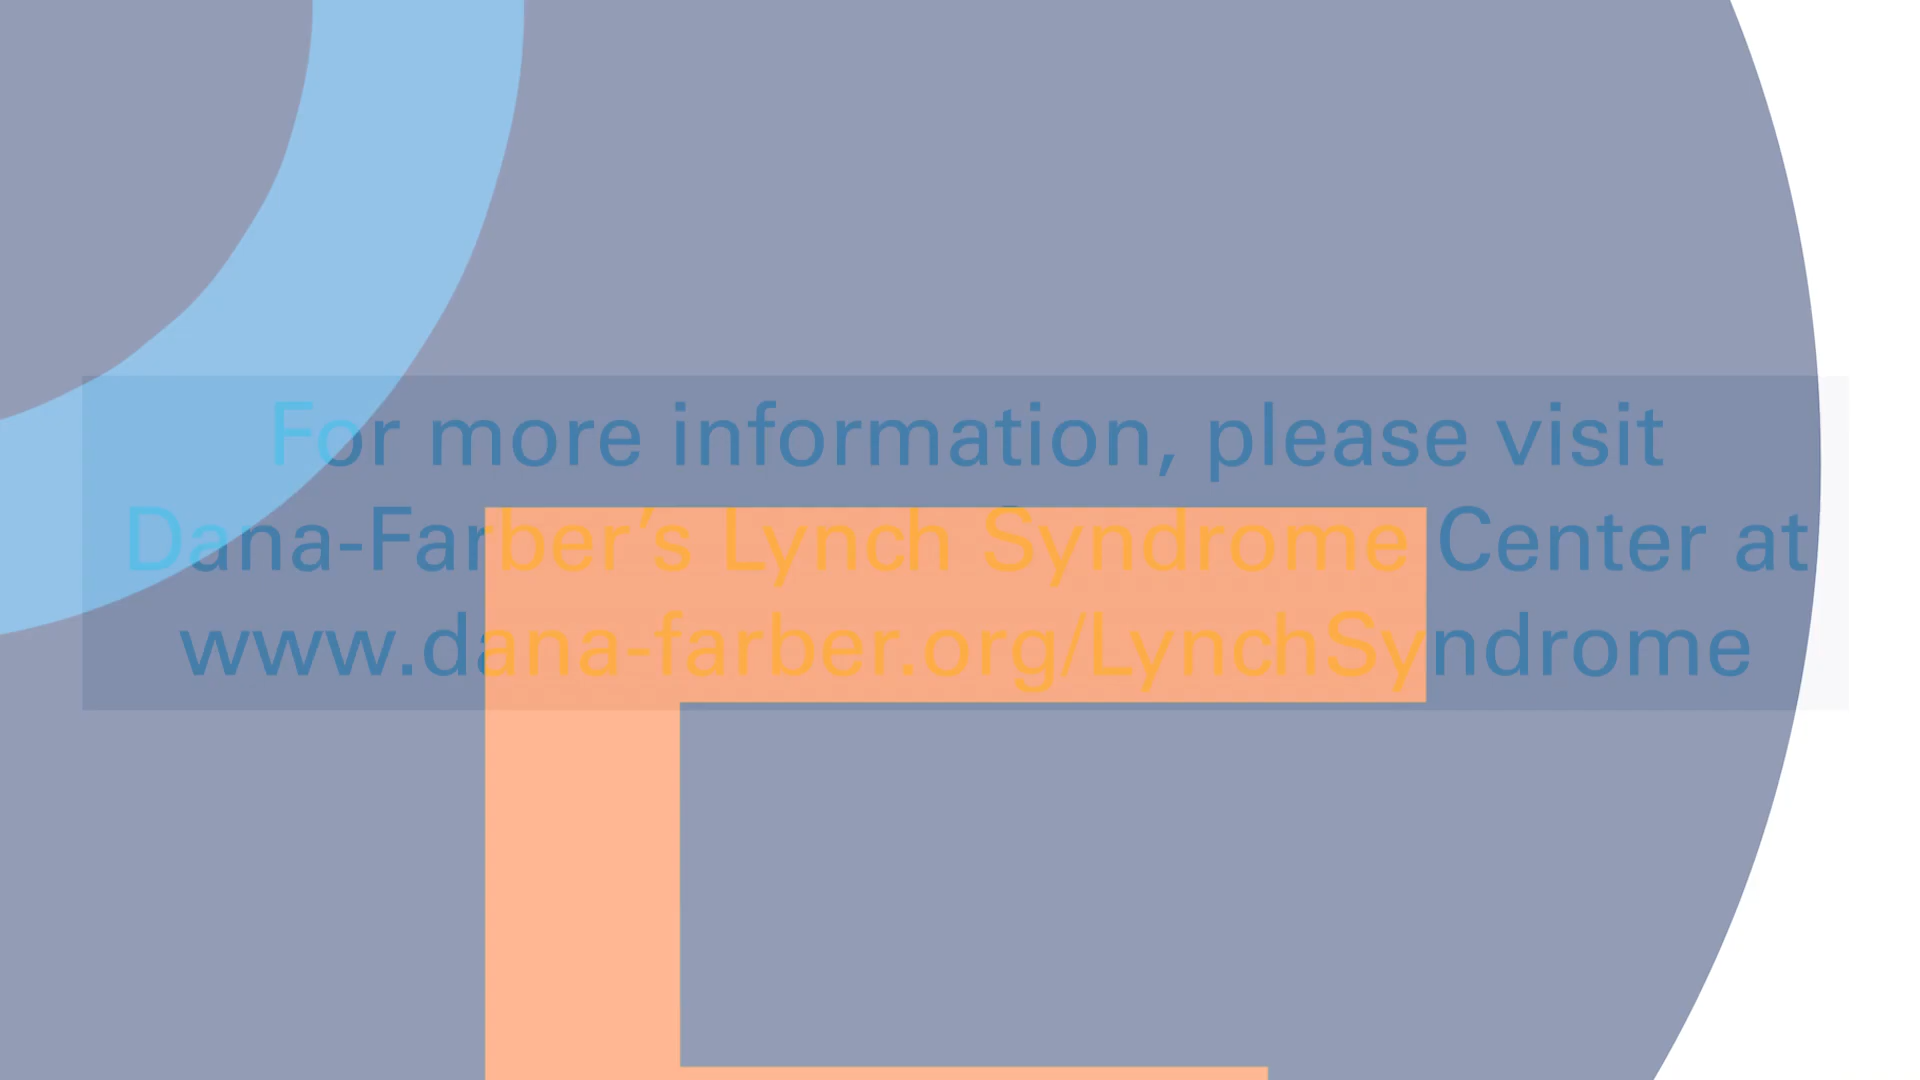 For more information, please visit
Dana-Farber’s Lynch Syndrome Center at
www.dana-farber.org/LynchSyndrome